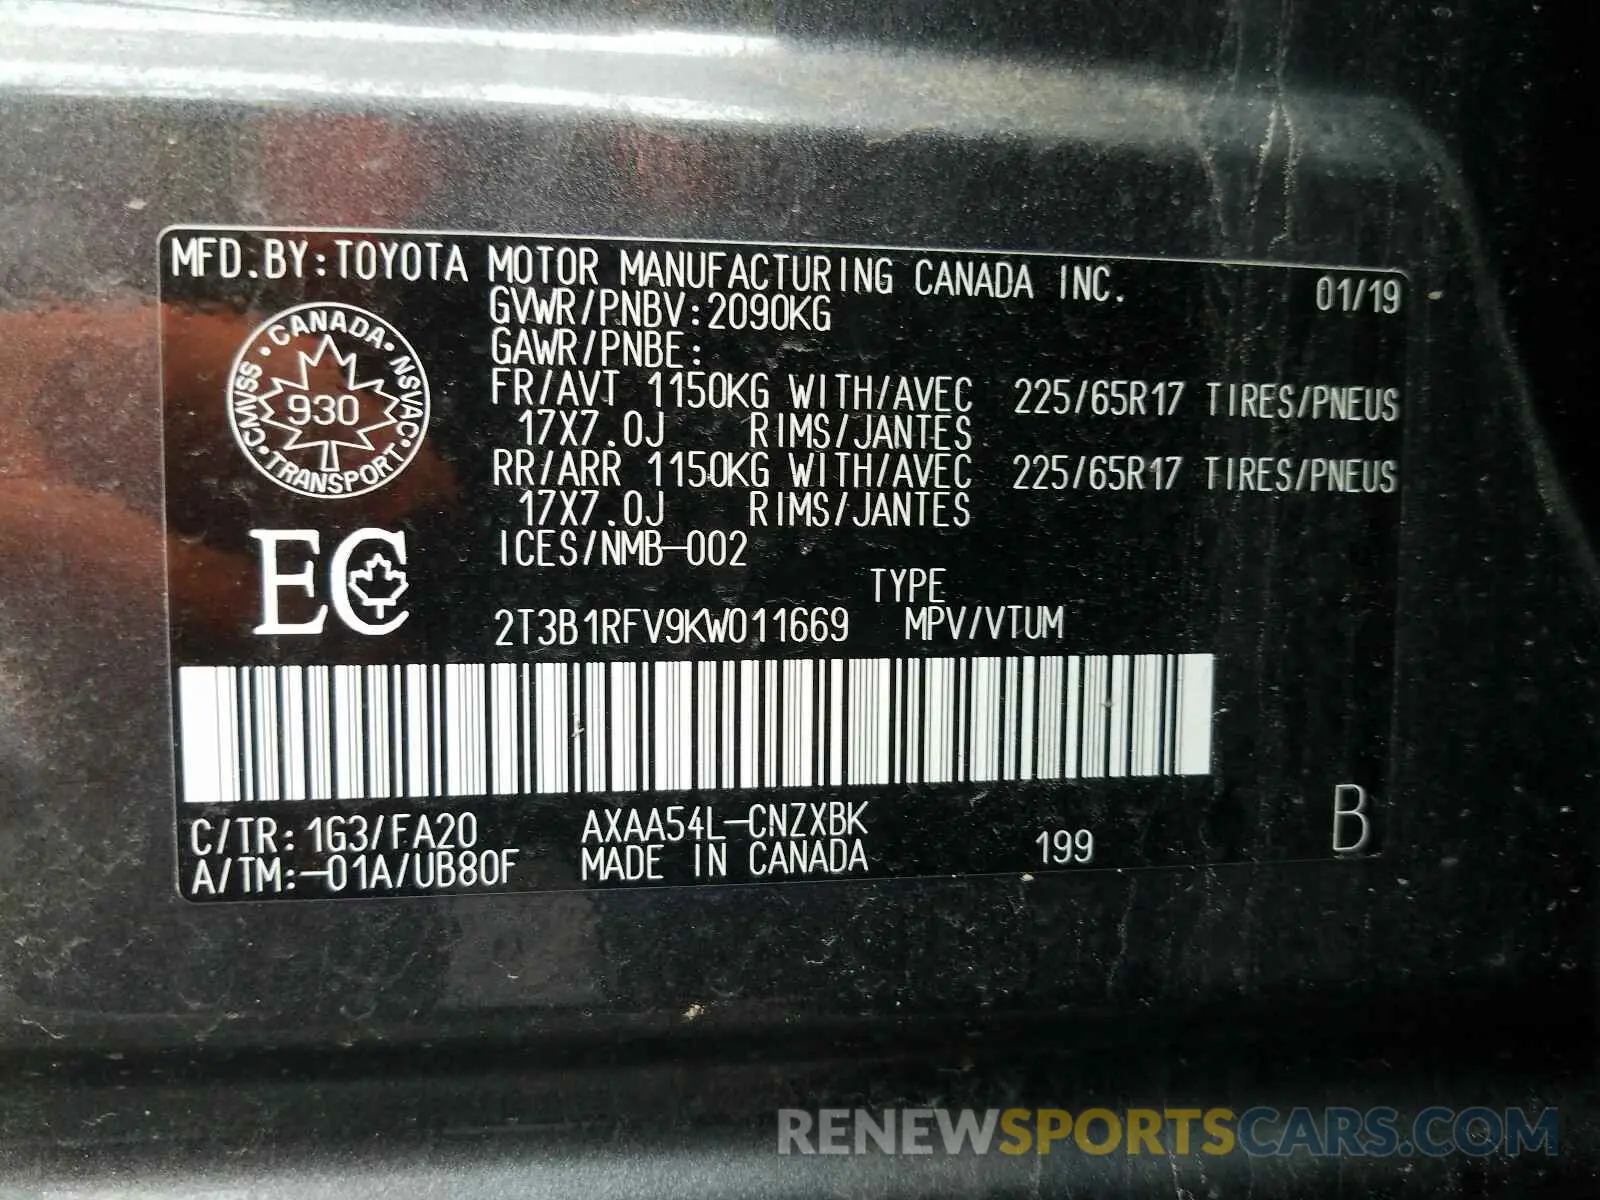 MFD.BY:TOYOTA MOTOR MANUFACTURING CANADA INC. 01/19
GVWR/PNBV:2090KG
GAWR/PNBE:
FR/AVT 1150KG WITH/AVEC 225/65R17 TIRES/PNEUS
17X7.0J RIMS/JANTES
RR/ARR 1150KG WITH/AVEC 225/65R17 TIRES/PNEUS
17X7.0J RIMS/JANTES
ICES/NMB-002
CMVSS • CANADA • NSVAC • TRANSPORT •
930
EC
TYPE
2T3B1RFV9KW011669 MPV/VTUM
C/TR: 1G3/FA20 AXAA54L-CNZXBK
A/TM:-01A/UB80F MADE IN CANADA 199 B
RENEWSPORTSCARS.COM